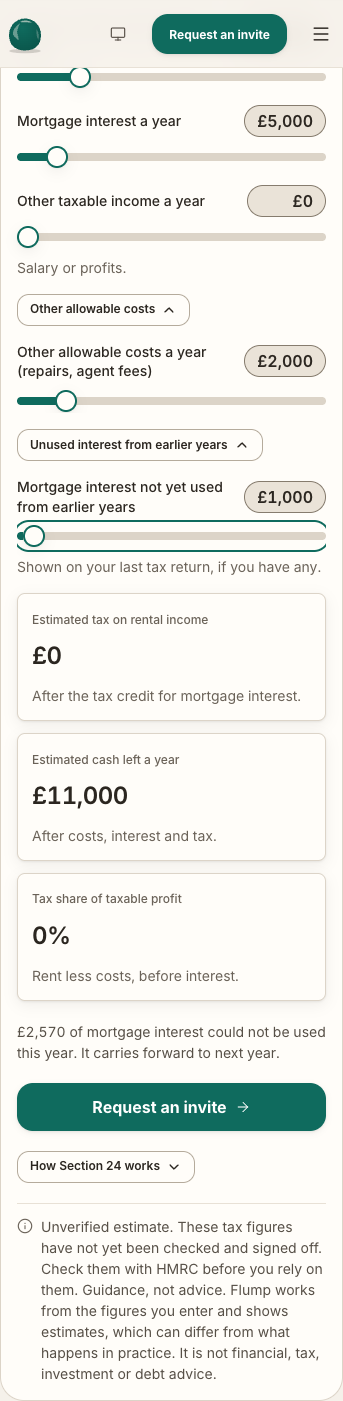 Request an invite
Mortgage interest a year
£5,000
Other taxable income a year
£0
Salary or profits.
Other allowable costs
Other allowable costs a year
(repairs, agent fees)
£2,000
Unused interest from earlier years
Mortgage interest not yet used
from earlier years
£1,000
Shown on your last tax return, if you have any.
Estimated tax on rental income
£0
After the tax credit for mortgage interest.
Estimated cash left a year
£11,000
After costs, interest and tax.
Tax share of taxable profit
0%
Rent less costs, before interest.
£2,570 of mortgage interest could not be used
this year. It carries forward to next year.
Request an invite
How Section 24 works
Unverified estimate. These tax figures
have not yet been checked and signed off.
Check them with HMRC before you rely on
them. Guidance, not advice. Flump works
from the figures you enter and shows
estimates, which can differ from what
happens in practice. It is not financial, tax,
investment or debt advice.